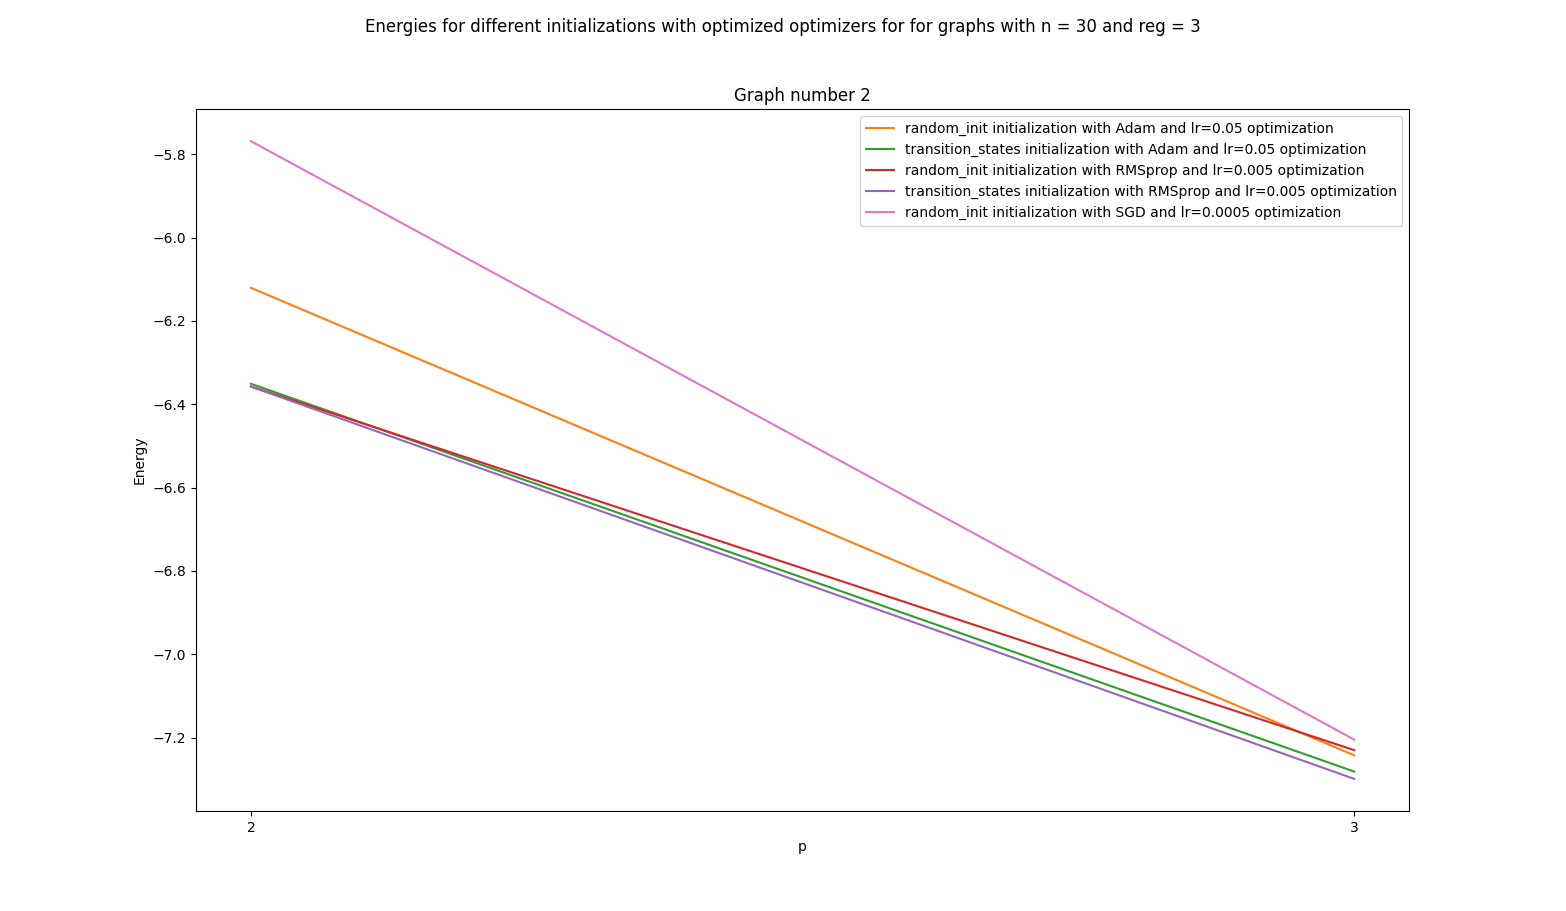 Energies for different initializations with optimized optimizers for for graphs with n = 30 and reg = 3
Graph number 2
random_init initialization with Adam and lr=0.05 optimization
transition_states initialization with Adam and lr=0.05 optimization
random_init initialization with RMSprop and lr=0.005 optimization
transition_states initialization with RMSprop and lr=0.005 optimization
random_init initialization with SGD and lr=0.0005 optimization
−5.8
−6.0
−6.2
−6.4
−6.6
−6.8
−7.0
−7.2
Energy
2
3
p